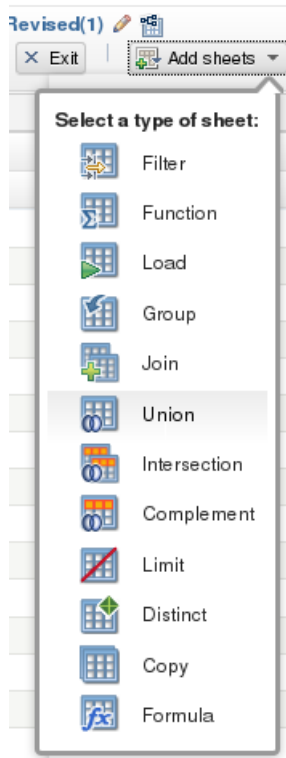 Revised(1)
Exit Add sheets
Select a type of sheet:
Filter
Function
Load
Group
Join
Union
Intersection
Complement
Limit
Distinct
Copy
fx Formula